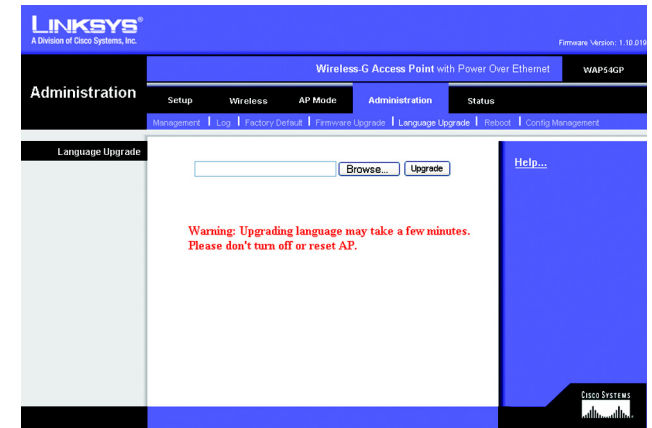 LINKSYS®
A Division of Cisco Systems, Inc.
Firmware Version: 1.10.019
Wireless-G Access Point with Power Over Ethernet WAP54GP
Administration
Setup Wireless AP Mode Administration Status
Management | Log | Factory Default | Firmware Upgrade | Language Upgrade | Reboot | Config Management
Language Upgrade
Browse... Upgrade
Help...
Warning: Upgrading language may take a few minutes.
Please don't turn off or reset AP.
CISCO SYSTEMS